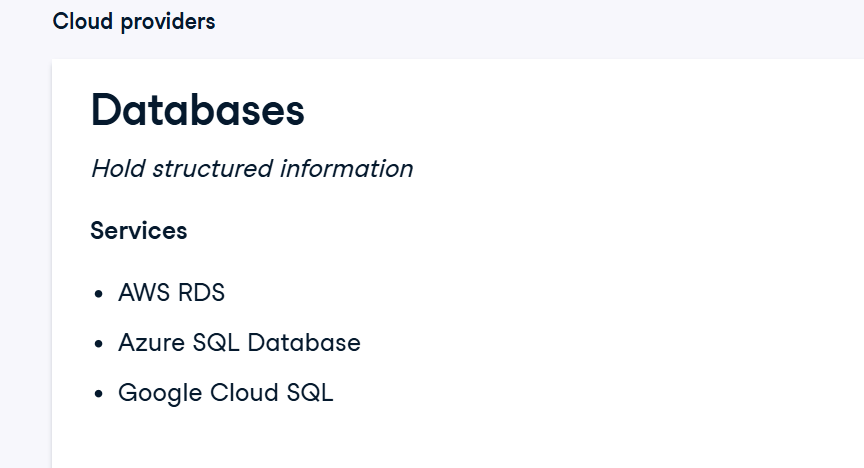 Cloud providers
Databases
Hold structured information
Services
• AWS RDS
• Azure SQL Database
• Google Cloud SQL